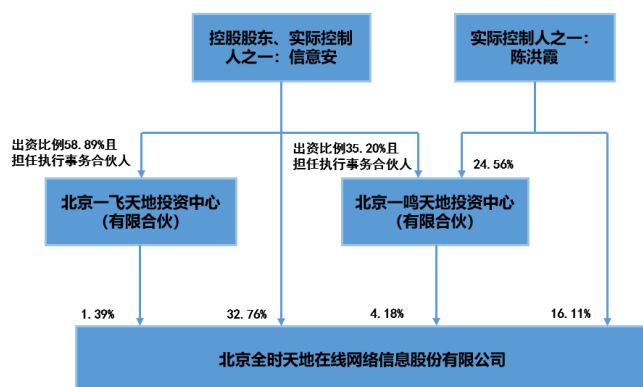 控股股东、实际控制
人之一：信意安
实际控制人之一：
陈洪霞
出资比例58.89%且
担任执行事务合伙人
出资比例35.20%且
担任执行事务合伙人
24.56%
北京一飞天地投资中心
（有限合伙）
北京一鸣天地投资中心
（有限合伙）
1.39%
32.76%
4.18%
16.11%
北京全时天地在线网络信息股份有限公司